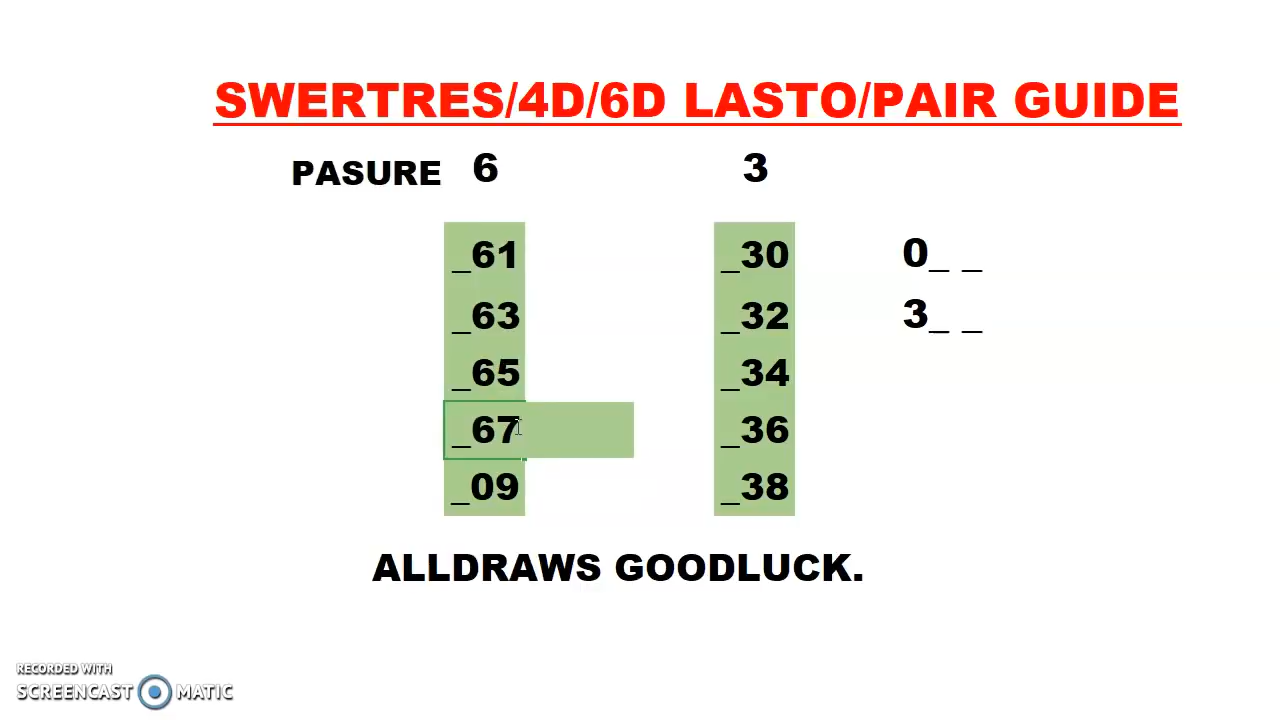 SWERTRES/4D/6D LASTO/PAIR GUIDE
PASURE 6 3
_61 _30 0_ _
_63 _32 3_ _
_65 _34
_67 _36
_09 _38
ALLDRAWS GOODLUCK.
RECORDED WITH
SCREENCAST MATIC